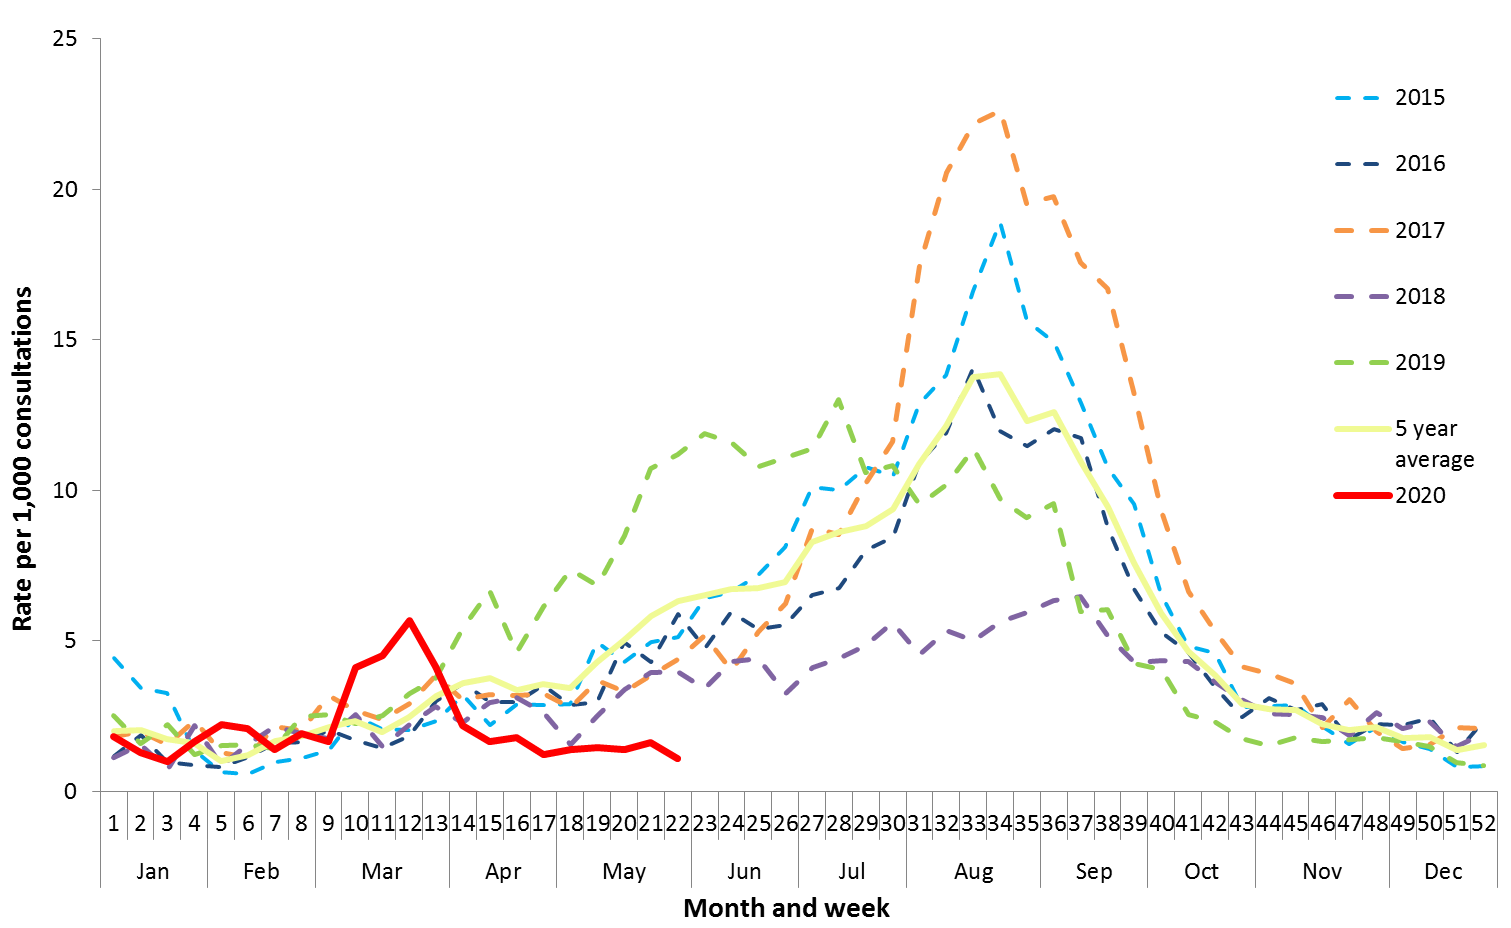 25
20
15
10
5
0
Rate per 1,000 consultations
2015
2016
2017
2018
2019
5 year
average
2020
1 2 3 4 5 6 7 8 9 10 11 12 13 14 15 16 17 18 19 20 21 22 23 24 25 26 27 28 29 30 31 32 33 34 35 36 37 38 39 40 41 42 43 44 45 46 47 48 49 50 51 52
Jan Feb Mar Apr May Jun Jul Aug Sep Oct Nov Dec
Month and week